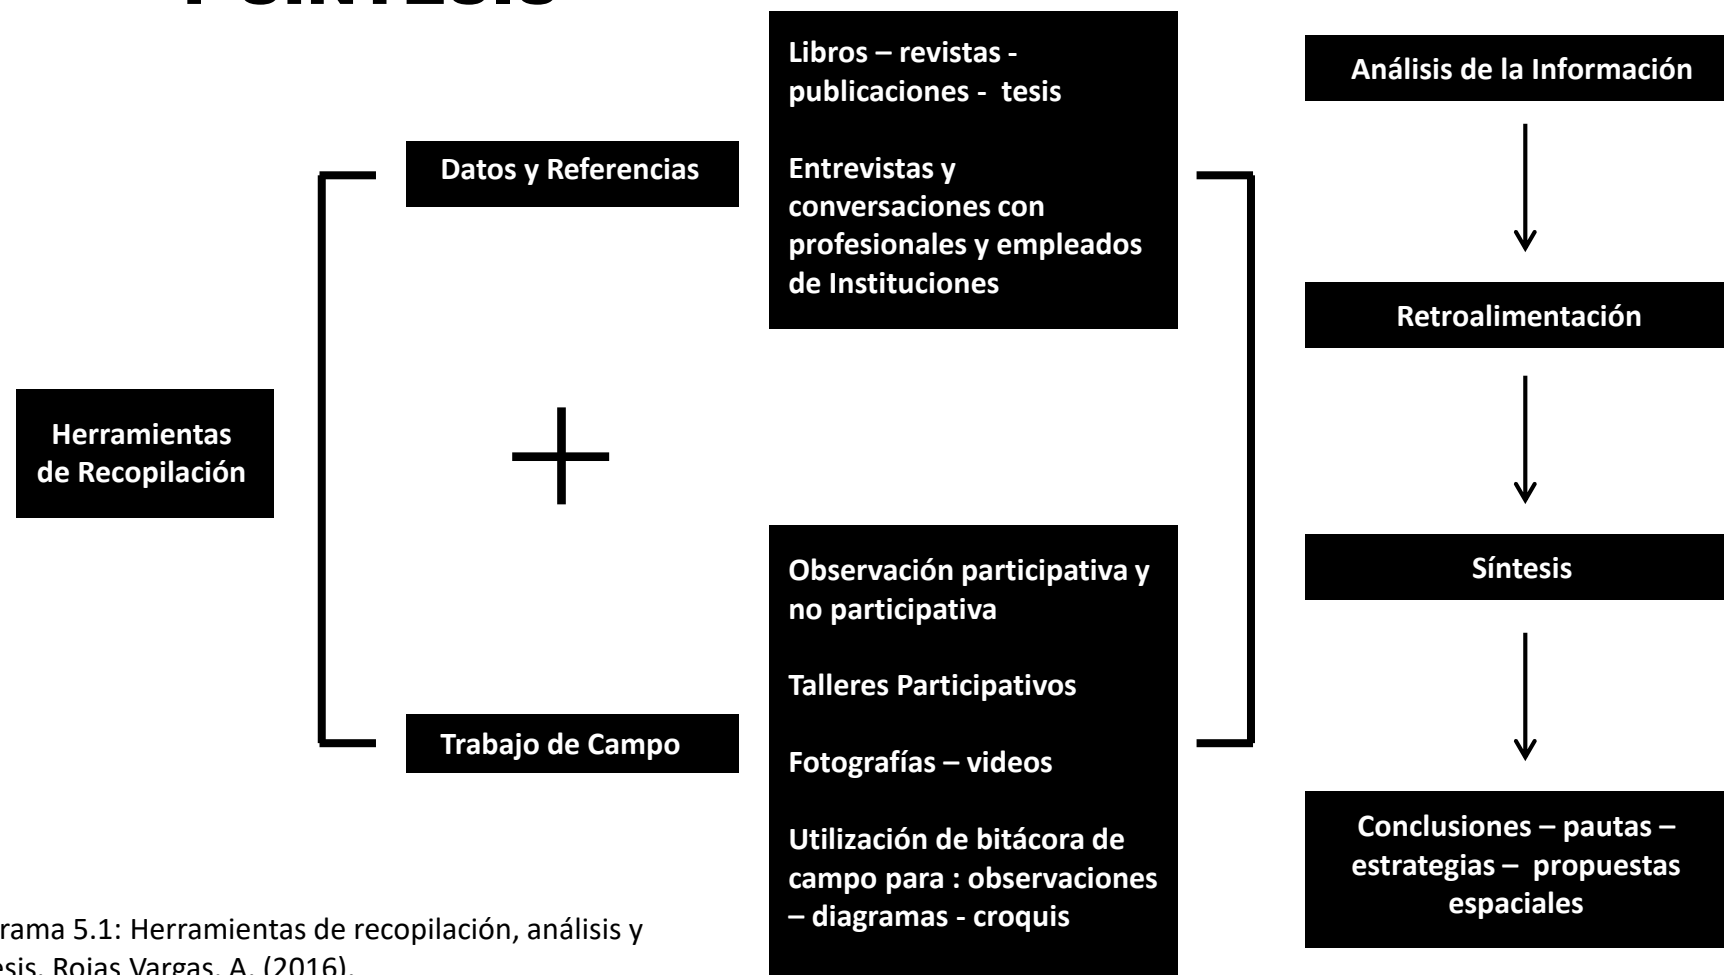 SÍNTESIS
Libros – revistas -
publicaciones - tesis
Entrevistas y
conversaciones con
profesionales y empleados
de Instituciones
Análisis de la Información
Datos y Referencias
Retroalimentación
Herramientas
de Recopilación
Observación participativa y
no participativa
Talleres Participativos
Fotografías – videos
Utilización de bitácora de
campo para : observaciones
– diagramas - croquis
Síntesis
Trabajo de Campo
Conclusiones – pautas –
estrategias – propuestas
espaciales
rama 5.1: Herramientas de recopilación, análisis y
esis. Rojas Vargas, A. (2016).